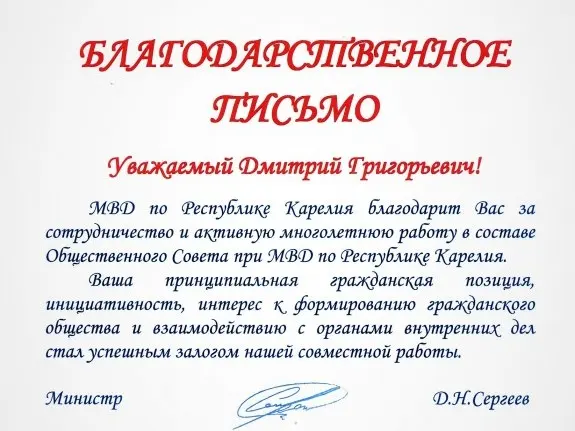 БЛАГОДАРСТВЕННОЕ
ПИСЬМО
Уважаемый Дмитрий Григорьевич!
МВД по Республике Карелия благодарит Вас за
сотрудничество и активную многолетнюю работу в составе
Общественного Совета при МВД по Республике Карелия.
Ваша принципиальная гражданская позиция,
инициативность, интерес к формированию гражданского
общества и взаимодействию с органами внутренних дел
стал успешным залогом нашей совместной работы.
Министр Д.Н.Сергеев